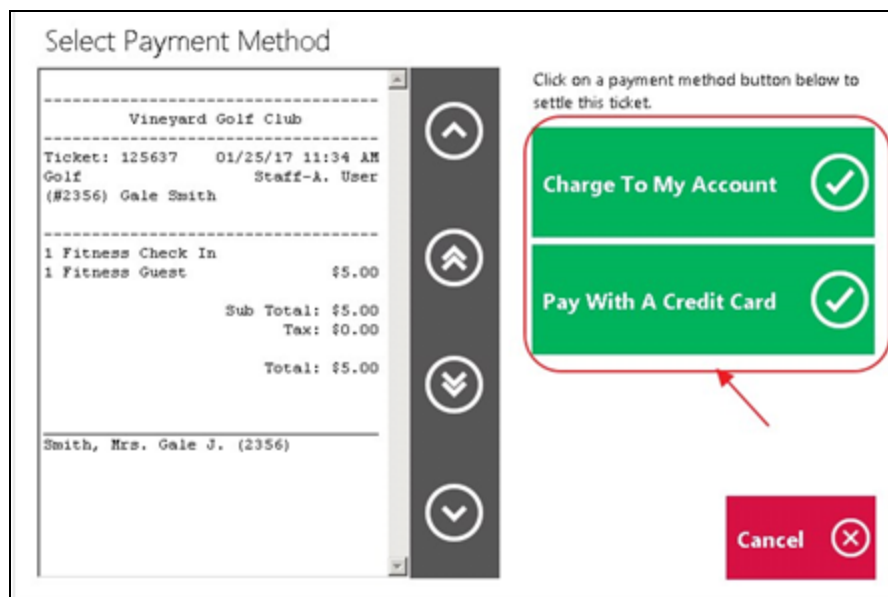 Select Payment Method
----------------------------------
Vineyard Golf Club
----------------------------------
Ticket: 125637 01/25/17 11:34 AM
Golf Staff-A. User
(#2356) Gale Smith
----------------------------------
1 Fitness Check In
1 Fitness Guest $5.00
Sub Total: $5.00
Tax: $0.00
Total: $5.00
Smith, Mrs. Gale J. (2356)
Click on a payment method button below to
settle this ticket.
Charge To My Account
Pay With A Credit Card
Cancel